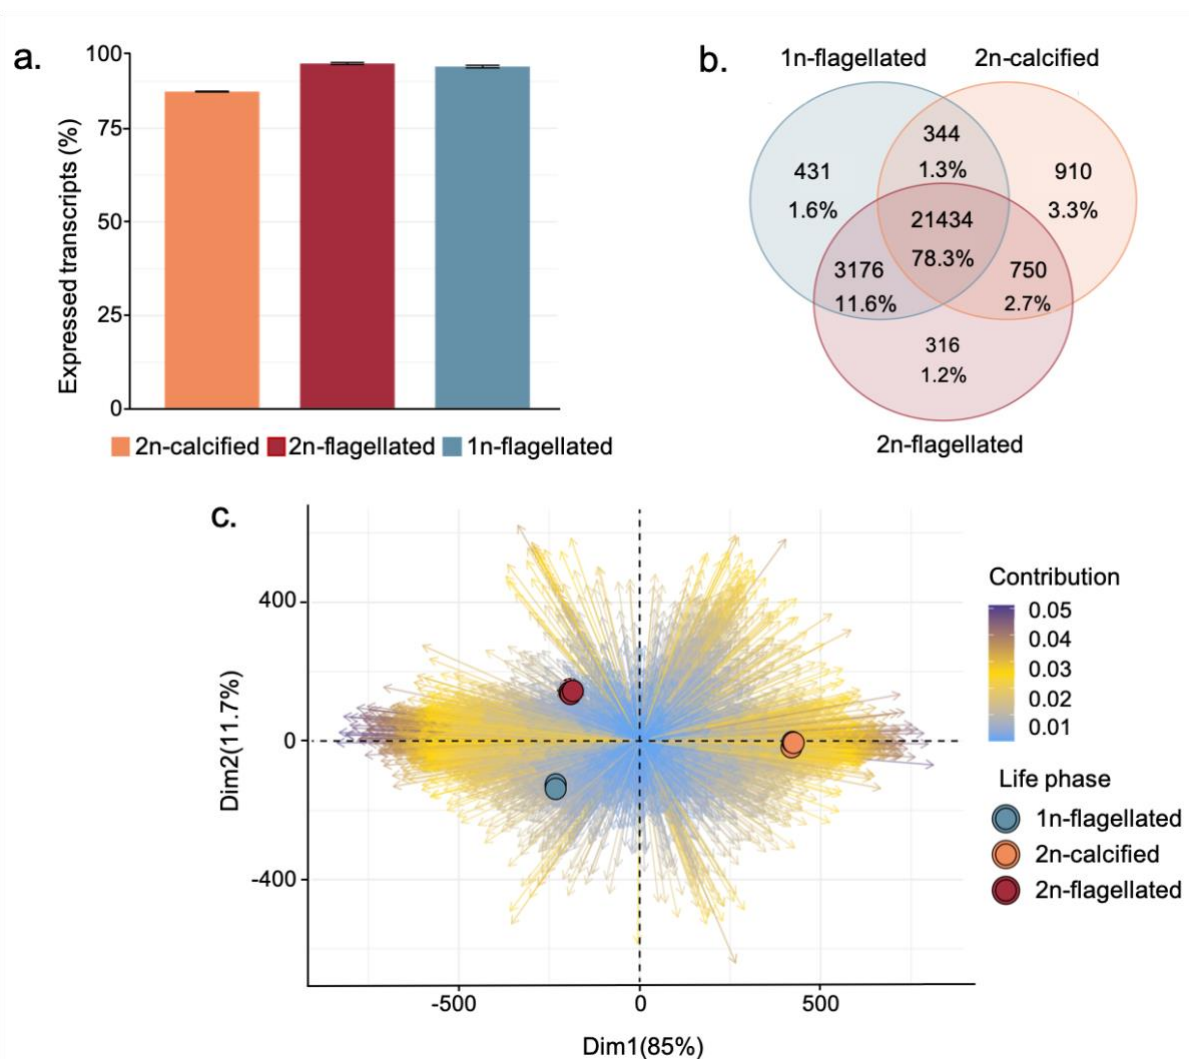 a.
Expressed transcripts (%)
100
75
50
25
0
2n-calcified 2n-flagellated 1n-flagellated
b.
1n-flagellated 2n-calcified
344
1.3%
431
1.6%
910
3.3%
21434
78.3%
3176
11.6%
750
2.7%
316
1.2%
2n-flagellated
c.
Dim2(11.7%)
400
0
-400
-500 0 500
Dim1(85%)
Contribution
0.05
0.04
0.03
0.02
0.01
Life phase
1n-flagellated
2n-calcified
2n-flagellated